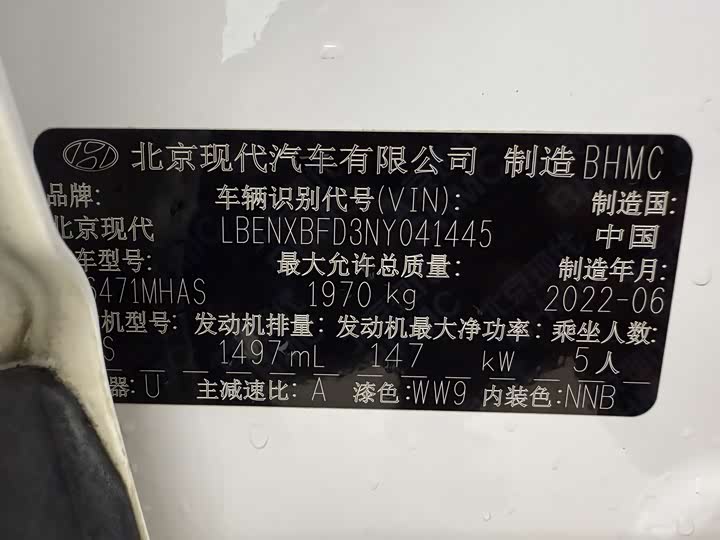 北京现代汽车有限公司 制造 BHMC
品牌: 车辆识别代号(VIN): 制造国:
北京现代 LBENXBFD3NY041445 中国
车型号: 最大允许总质量: 制造年月:
6471MHAS 1970 kg 2022-06
机型号: 发动机排量: 发动机最大净功率: 乘坐人数:
S 1497mL 147 kW 5人
器:U 主减速比: A 漆色:WW9 内装色:NNB